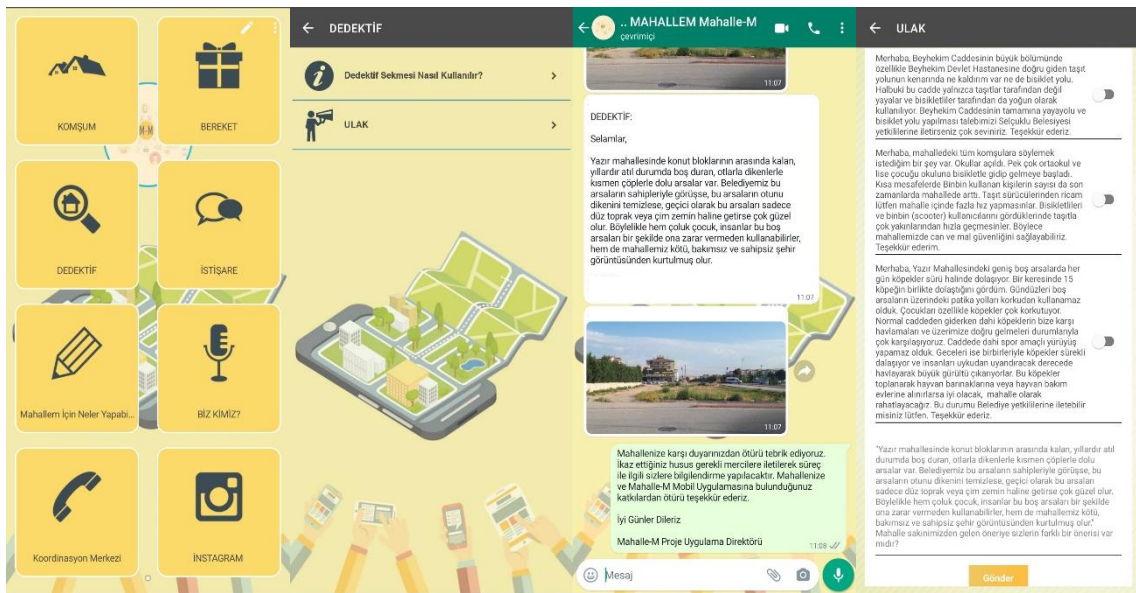 KOMŞUM
BEREKET
M-M
DEDEKTİF
İSTİŞARE
Mahallem İçin Neler Yapabi...
BİZ KİMİZ?
Koordinasyon Merkezi
İNSTAGRAM
DEDEKTİF
Dedektif Sekmesi Nasıl Kullanılır?
ULAK
.. MAHALLEM Mahalle-M
çevrimiçi
11:07
DEDEKTİF:
Selamlar,
Yazır mahallesinde konut bloklarının arasında kalan,
yıllardır atıl durumda boş duran, otlarla dikenlerle
kısmen çöplerle dolu arsalar var. Belediyemiz bu
arsaların sahipleriyle görüşse, bu arsaların otunu
dikenini temizlese, geçici olarak bu arsaları sadece
düz toprak veya çim zemin haline getirse çok güzel
olur. Böylelikle hem çoluk çocuk, insanlar bu boş
arsaları bir şekilde ona zarar vermeden kullanabilirler,
hem de mahallemiz kötü, bakımsız ve sahipsiz şehir
görüntüsünden kurtulmuş olur.
11:07
11:07
Mahallenize karşı duyarınızdan ötürü tebrik ediyoruz.
İkaz ettiğiniz husus gerekli mercilere iletilerek süreç
ile ilgili sizlere bilgilendirme yapılacaktır. Mahallenize
ve Mahalle-M Mobil Uygulamasına bulunduğunuz
katkılardan ötürü teşekkür ederiz.
İyi Günler Dileriz
Mahalle-M Proje Uygulama Direktörü
11:08
Mesaj
ULAK
Merhaba, Beyhekim Caddesinin büyük bölümünde
özellikle Beyhekim Devlet Hastanesine doğru giden taşıt
yolunun kenarında ne kaldırım var ne de bisiklet yolu.
Halbuki bu cadde yalnızca taşıtlar tarafından değil
yayalar ve bisikletliler tarafından da yoğun olarak
kullanılıyor. Beyhekim Caddesinin tamamına yayayolu ve
bisiklet yolu yapılması talebimizi Selçuklu Belediyesi
yetkililerine iletirseniz çok seviniriz. Teşekkür ederiz.
Merhaba, mahalledeki tüm komşulara söylemek
istediğim bir şey var. Okullar açıldı. Pek çok ortaokul ve
lise çocuğu okuluna bisikletle gidip gelmeye başladı.
Kısa mesafelerde Binbin kullanan kişilerin sayısı da son
zamanlarda mahallede arttı. Taşıt sürücülerinden ricam
lütfen mahalle içinde fazla hız yapmasınlar. Bisikletlileri
ve binbin (scooter) kullanıcılarını gördüklerinde taşıtla
çok yakınlarından hızla geçmesinler. Böylece
mahallemizde can ve mal güvenliğini sağlayabiliriz.
Teşekkür ederim.
Merhaba, Yazır Mahallesindeki geniş boş arsalarda her
gün köpekler sürü halinde dolaşıyor. Bir keresinde 15
köpeğin birlikte dolaştığını gördüm. Gündüzleri boş
arsaların üzerindeki patika yolları korkudan kullanamaz
olduk. Çocukları özellikle köpekler çok korkutuyor.
Normal caddeden giderken dahi köpeklerin bize karşı
havlamaları ve üzerimize doğru gelmeleri durumlarıyla
çok karşılaşıyoruz. Caddede dahi spor amaçlı yürüyüş
yapamaz olduk. Geceleri ise birbirleriyle köpekler sürekli
dalaşıyor ve insanları uykudan uyandıracak derecede
havlayarak büyük gürültü çıkarıyorlar. Bu köpekler
toplanarak hayvan barınaklarına veya hayvan bakım
evlerine alınırlarsa iyi olacak, mahalle olarak
rahatlayacağız. Bu durumu Belediye yetkililerine iletebilir
misiniz lütfen. Teşekkür ederiz.
"Yazır mahallesinde konut bloklarının arasında kalan, yıllardır atıl
durumda boş duran, otlarla dikenlerle kısmen çöplerle dolu
arsalar var. Belediyemiz bu arsaların sahipleriyle görüşse, bu
arsaların otunu dikenini temizlese, geçici olarak bu arsaları
sadece düz toprak veya çim zemin haline getirse çok güzel olur.
Böylelikle hem çoluk çocuk, insanlar bu boş arsaları bir şekilde
ona zarar vermeden kullanabilirler, hem de mahallemiz kötü,
bakımsız ve sahipsiz şehir görüntüsünden kurtulmuş olur."
Mahalle sakinimizden gelen öneriye sizlerin farklı bir önerisi var
mıdır?
Gönder